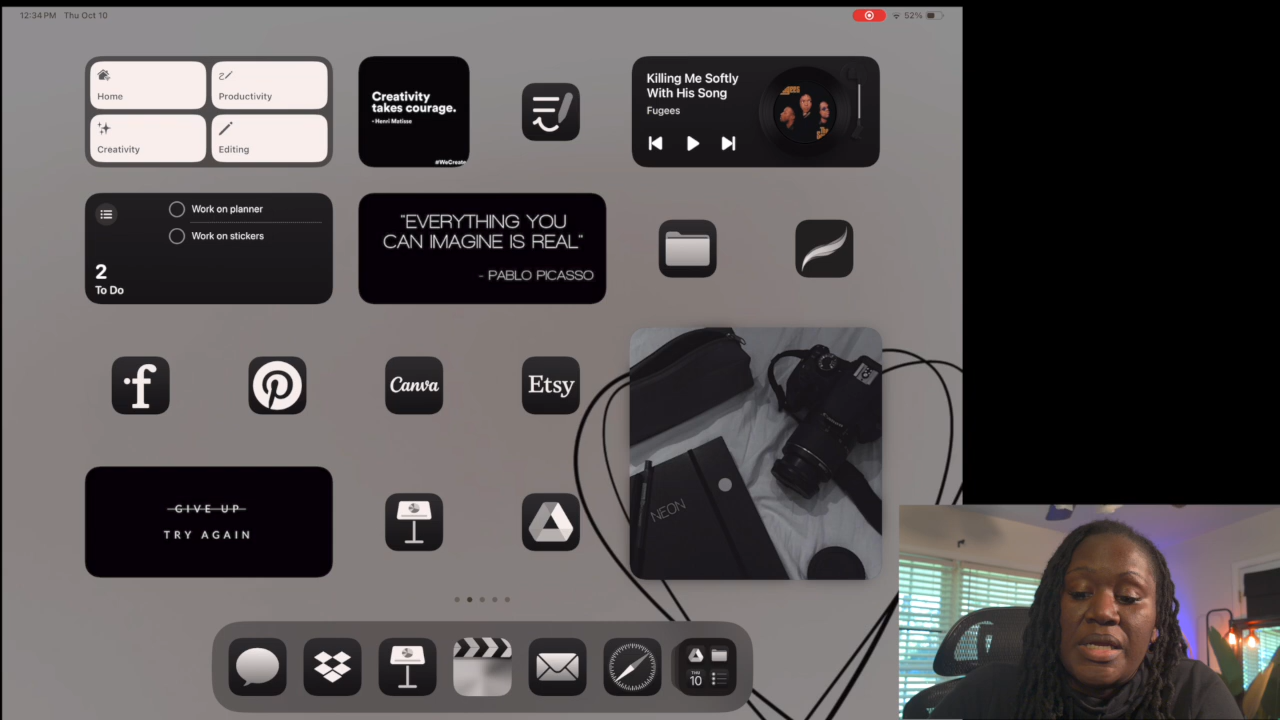 12:34 PM Thu Oct 10
52%
Home
Productivity
Creativity
Editing
Creativity
takes courage.
- Henri Matisse
#WeCreate
Killing Me Softly
With His Song
Fugees
Work on planner
Work on stickers
2
To Do
"EVERYTHING YOU
CAN IMAGINE IS REAL"
- PABLO PICASSO
f
Canva
Etsy
NEON
GIVE UP
TRY AGAIN
THU
10